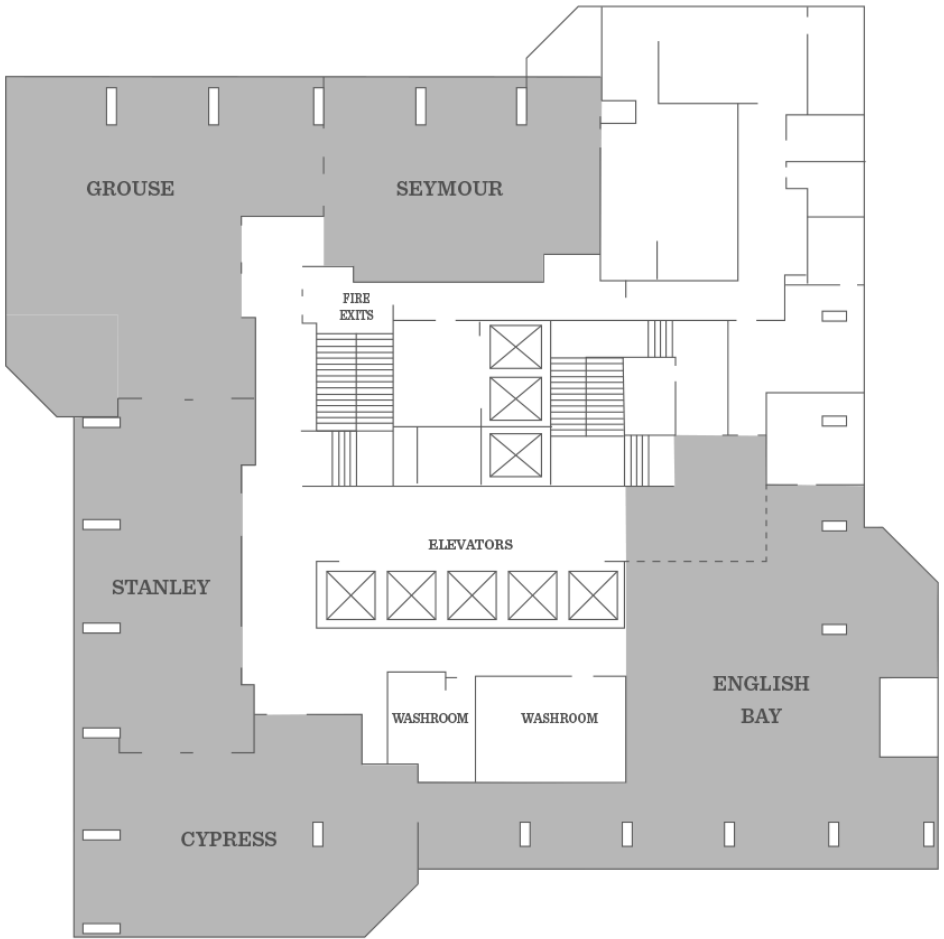 GROUSE
SEYMOUR
FIRE
EXITS
ELEVATORS
STANLEY
ENGLISH
BAY
WASHROOM
WASHROOM
CYPRESS